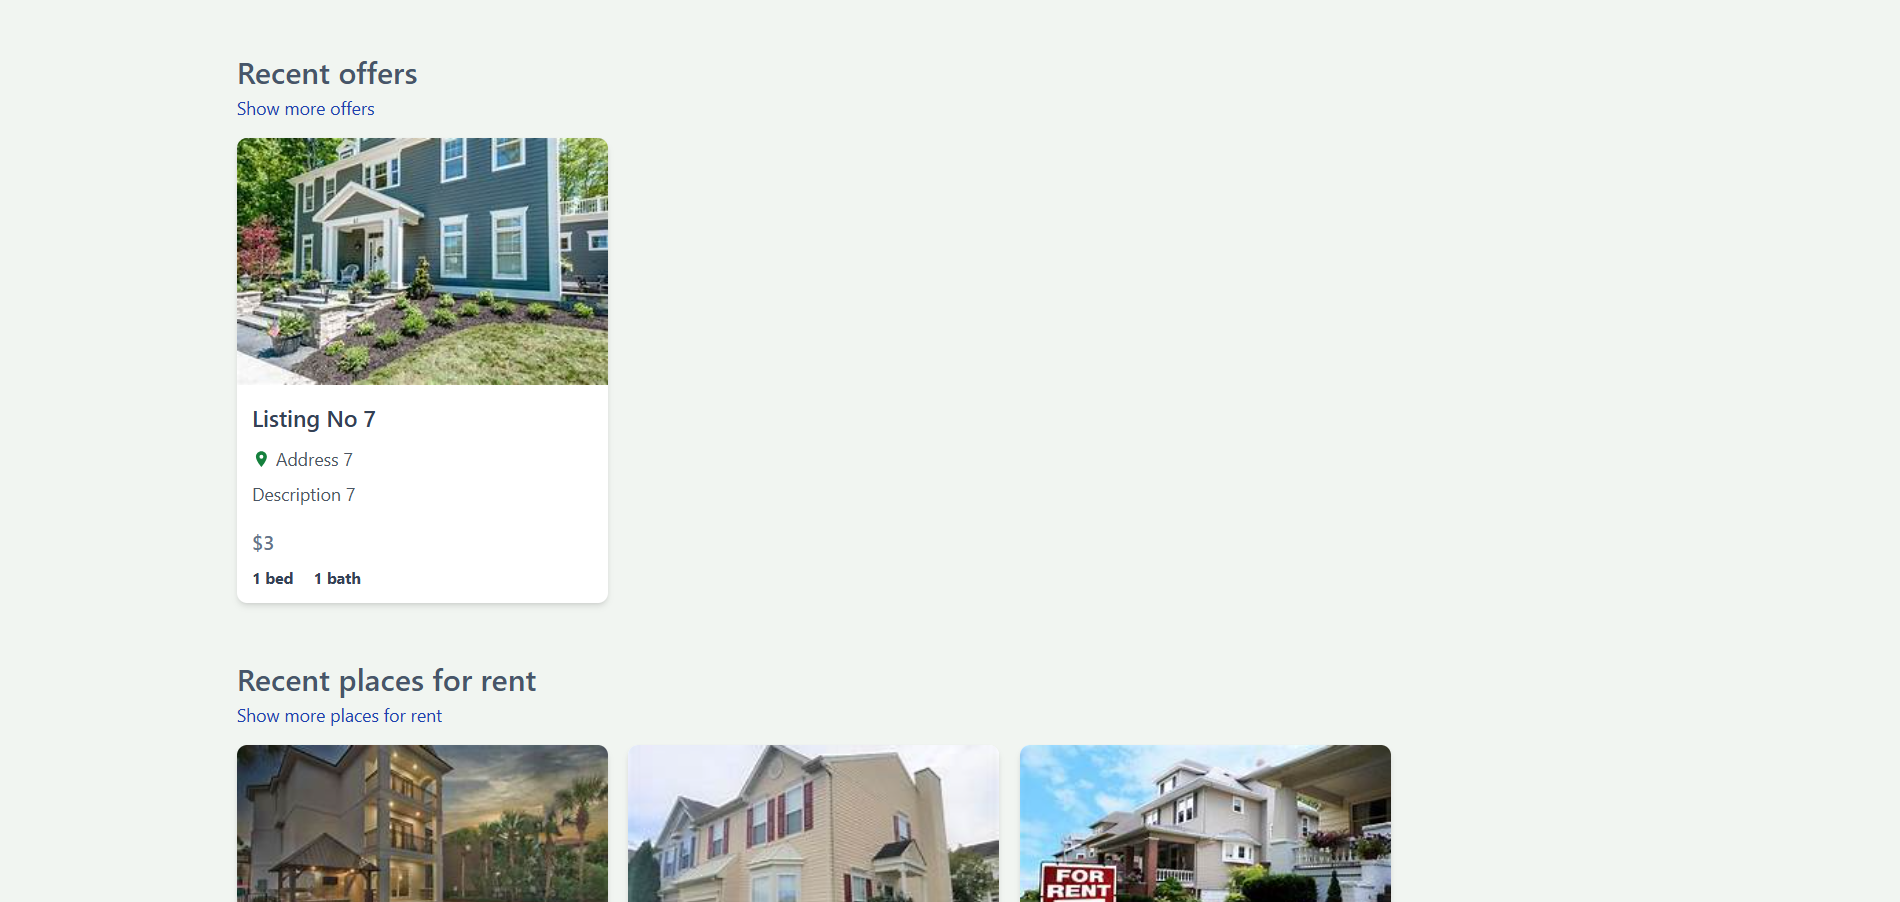 Recent offers
Show more offers
Listing No 7
Address 7
Description 7
$3
1 bed 1 bath
Recent places for rent
Show more places for rent
FOR
RENT